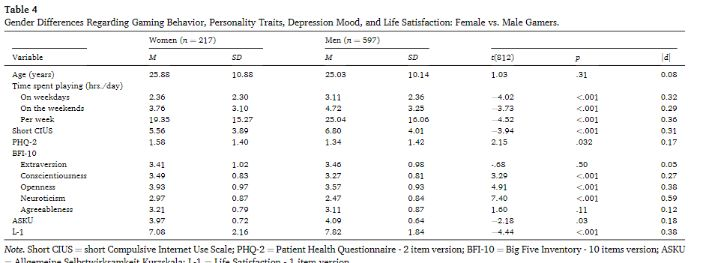 Table 4
Gender Differences Regarding Gaming Behavior, Personality Traits, Depression Mood, and Life Satisfaction: Female vs. Male Gamers.
Women (n = 217) Men (n = 597)
Variable M SD M SD t(812) p |d|
Age (years) 25.88 10.88 25.03 10.14 1.03 .31 0.08
Time spent playing (hrs./day)
On weekdays 2.36 2.30 3.11 2.36 −4.02 <.001 0.32
On the weekends 3.76 3.10 4.72 3.25 −3.73 <.001 0.29
Per week 19.35 15.27 25.04 16.06 −4.52 <.001 0.36
Short CIUS 5.56 3.89 6.80 4.01 −3.94 <.001 0.31
PHQ-2 1.58 1.40 1.34 1.42 2.15 .032 0.17
BFI-10
Extraversion 3.41 1.02 3.46 0.98 -.68 .50 0.05
Conscientiousness 3.49 0.83 3.27 0.81 3.29 <.001 0.27
Openness 3.93 0.97 3.57 0.93 4.91 <.001 0.38
Neuroticism 2.97 0.87 2.47 0.84 7.40 <.001 0.59
Agreeableness 3.21 0.79 3.11 0.87 1.60 .11 0.12
ASKU 3.97 0.72 4.09 0.64 −2.18 .03 0.18
L-1 7.08 2.16 7.82 1.84 −4.44 <.001 0.38
Note. Short CIUS = short Compulsive Internet Use Scale; PHQ-2 = Patient Health Questionnaire - 2 item version; BFI-10 = Big Five Inventory - 10 items version; ASKU
= Allgemeine Selbstwirksamkeit Kurzskala; L-1 = Life Satisfaction - 1 item version